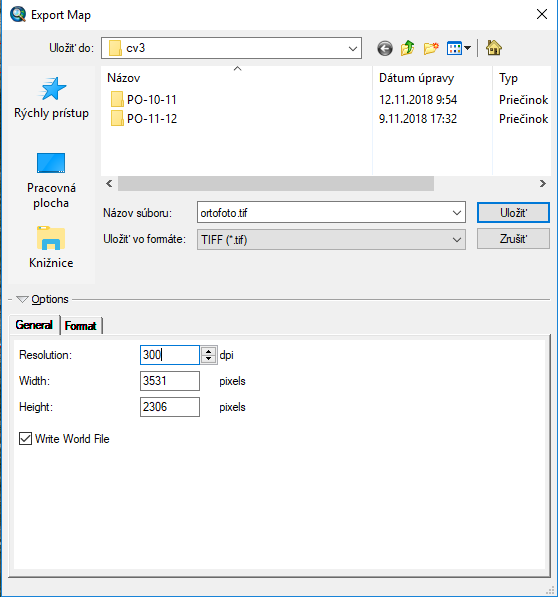 Export Map
Uložiť do: cv3
Rýchly prístup
Pracovná
plocha
Knižnice
Názov Dátum úpravy Typ
PO-10-11 12.11.2018 9:54 Priečinok
PO-11-12 9.11.2018 17:32 Priečinok
Názov súboru: ortofoto.tif Uložiť
Uložiť vo formáte: TIFF (*.tif) Zrušiť
Options
General Format
Resolution: 300 dpi
Width: 3531 pixels
Height: 2306 pixels
Write World File